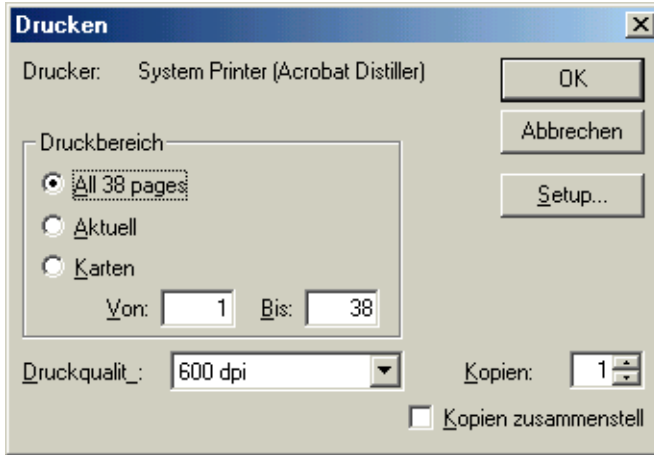 Drucken
Drucker: System Printer (Acrobat Distiller)
OK
Abbrechen
Setup...
Druckbereich
All 38 pages
Aktuell
Karten
Von: 1 Bis: 38
Druckqualit_: 600 dpi
Kopien: 1
Kopien zusammenstell